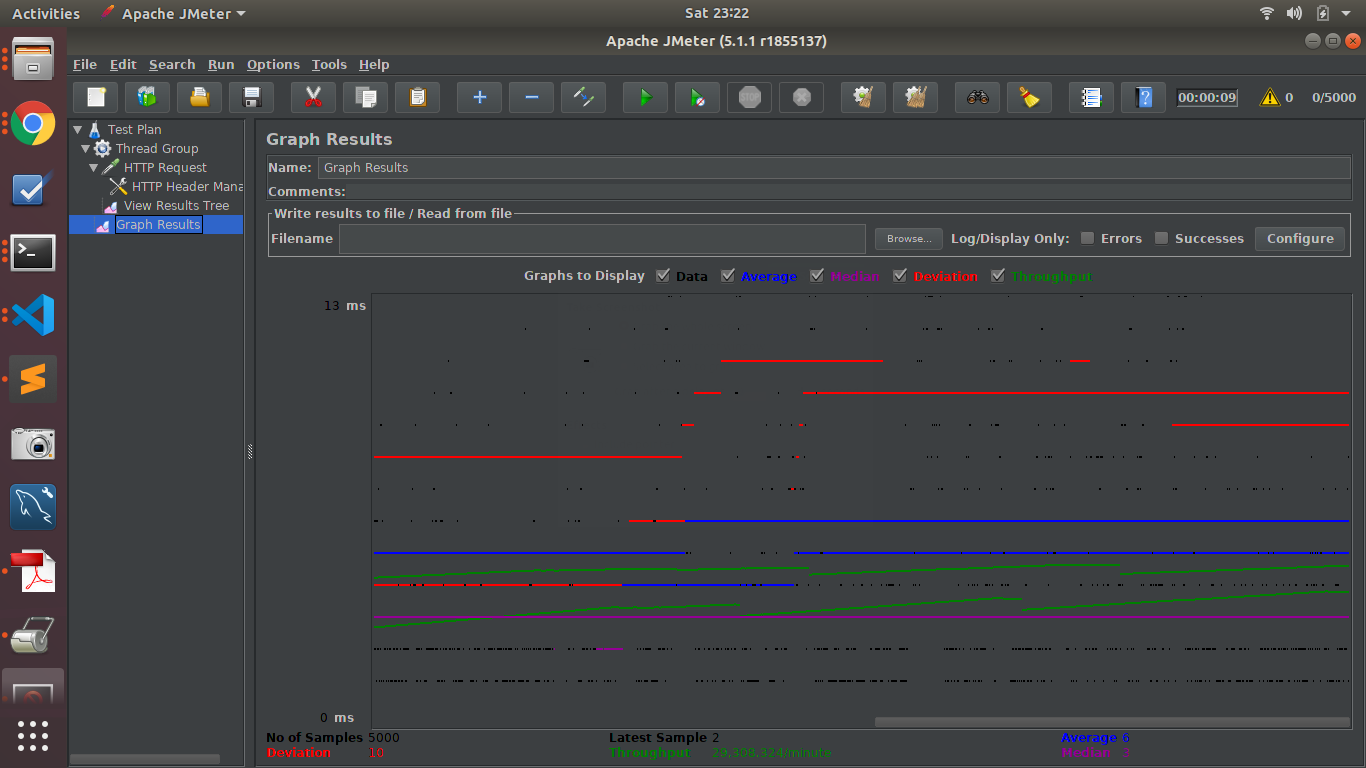 Activities Apache JMeter Sat 23:22
Apache JMeter (5.1.1 r1855137)
File Edit Search Run Options Tools Help
00:00:09 0 0/5000
Test Plan
Thread Group
HTTP Request
HTTP Header Mana
View Results Tree
Graph Results
Graph Results
Name: Graph Results
Comments:
Write results to file / Read from file
Filename Browse... Log/Display Only: Errors Successes Configure
Graphs to Display Data Average Median Deviation Throughput
13 ms
0 ms
No of Samples 5000 Latest Sample 2 Average 6
Deviation 10 Throughput 29,308.324/minute Median